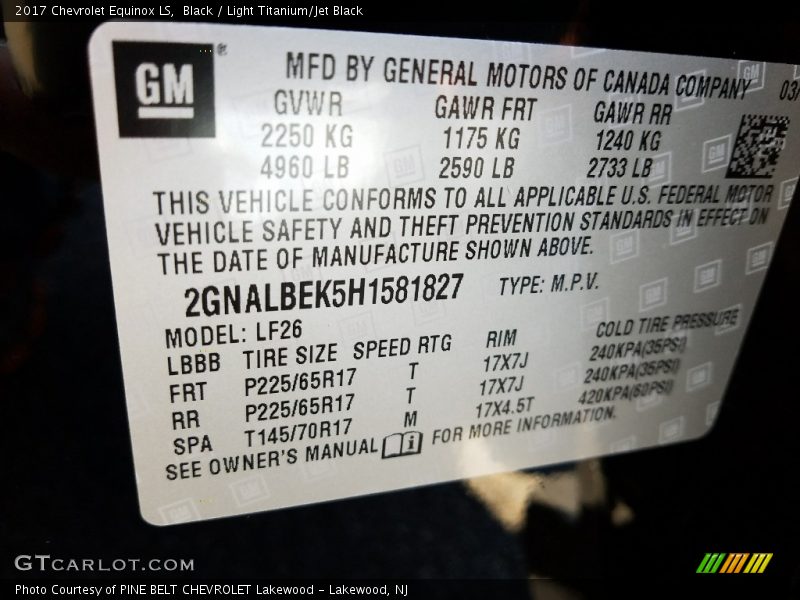 2017 Chevrolet Equinox LS, Black / Light Titanium/Jet Black
GM ®
MFD BY GENERAL MOTORS OF CANADA COMPANY 03/
GVWR GAWR FRT GAWR RR
2250 KG 1175 KG 1240 KG
4960 LB 2590 LB 2733 LB
THIS VEHICLE CONFORMS TO ALL APPLICABLE U.S. FEDERAL MOTOR
VEHICLE SAFETY AND THEFT PREVENTION STANDARDS IN EFFECT ON
THE DATE OF MANUFACTURE SHOWN ABOVE.
2GNALBEK5H1581827 TYPE: M.P.V.
MODEL: LF26
LBBB TIRE SIZE SPEED RTG RIM COLD TIRE PRESSURE
FRT P225/65R17 T 17X7J 240KPA(35PSI)
RR P225/65R17 T 17X7J 240KPA(35PSI)
SPA T145/70R17 M 17X4.5T 420KPA(60PSI)
SEE OWNER'S MANUAL i FOR MORE INFORMATION.
GTCARLOT.COM
Photo Courtesy of PINE BELT CHEVROLET Lakewood - Lakewood, NJ